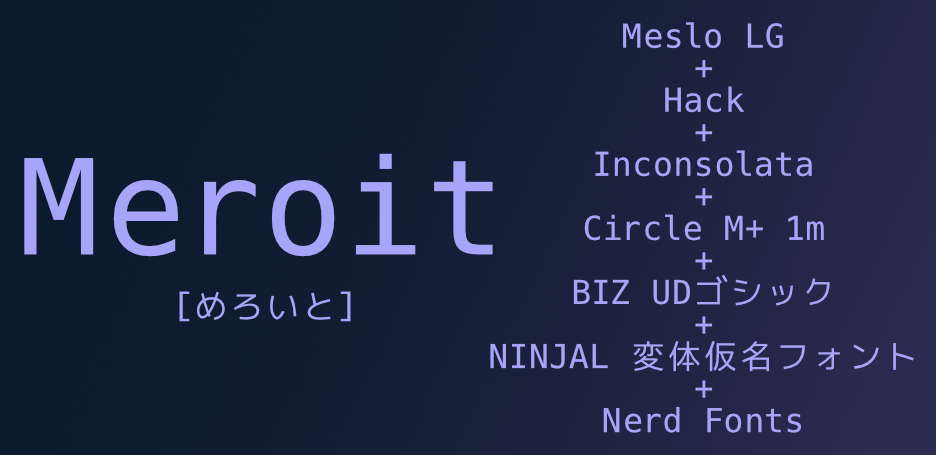 Meroit
[めろいと]
Meslo LG
+
Hack
+
Inconsolata
+
Circle M+ 1m
+
BIZ UDゴシック
+
NINJAL 変体仮名フォント
+
Nerd Fonts